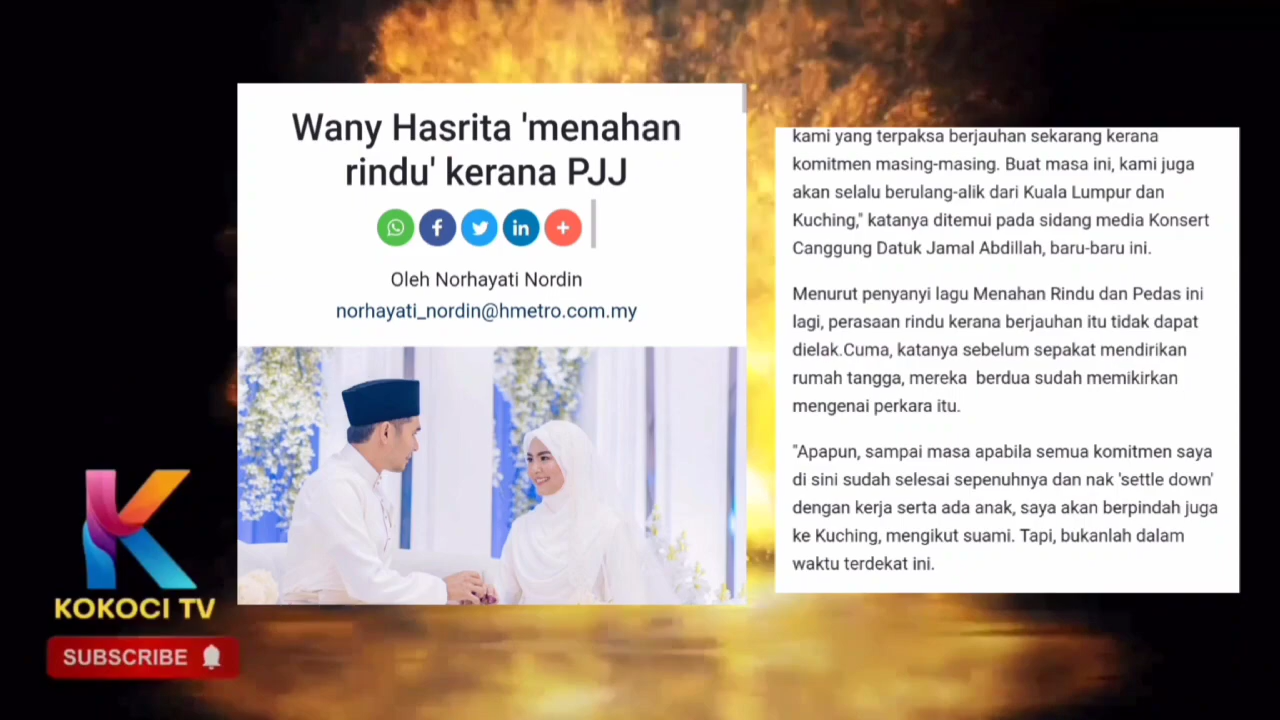 Wany Hasrita 'menahan
rindu' kerana PJJ
Oleh Norhayati Nordin
norhayati_nordin@hmetro.com.my
kami yang terpaksa berjauhan sekarang kerana
komitmen masing-masing. Buat masa ini, kami juga
akan selalu berulang-alik dari Kuala Lumpur dan
Kuching," katanya ditemui pada sidang media Konsert
Canggung Datuk Jamal Abdillah, baru-baru ini.
Menurut penyanyi lagu Menahan Rindu dan Pedas ini
lagi, perasaan rindu kerana berjauhan itu tidak dapat
dielak.Cuma, katanya sebelum sepakat mendirikan
rumah tangga, mereka berdua sudah memikirkan
mengenai perkara itu.
"Apapun, sampai masa apabila semua komitmen saya
di sini sudah selesai sepenuhnya dan nak 'settle down'
dengan kerja serta ada anak, saya akan berpindah juga
ke Kuching, mengikut suami. Tapi, bukanlah dalam
waktu terdekat ini.
KOKOCI TV
SUBSCRIBE